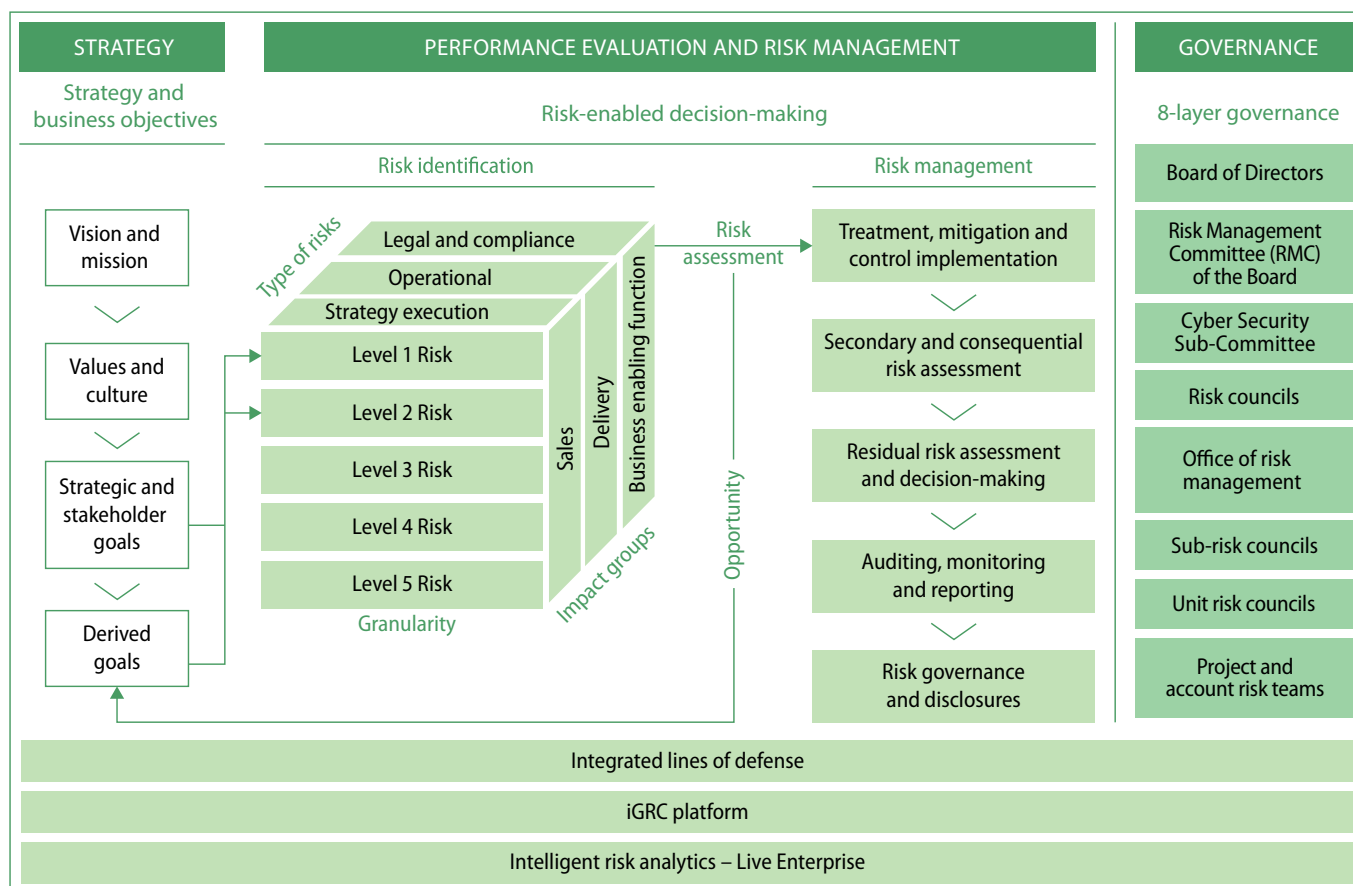 STRATEGY
PERFORMANCE EVALUATION AND RISK MANAGEMENT
GOVERNANCE
Strategy and
business objectives
Risk-enabled decision-making
8-layer governance
Risk identification
Risk management
Vision and
mission
Values and
culture
Strategic and
stakeholder
goals
Derived
goals
Type of risks
Legal and compliance
Operational
Strategy execution
Level 1 Risk
Level 2 Risk
Level 3 Risk
Level 4 Risk
Level 5 Risk
Granularity
Sales
Delivery
Business enabling function
Impact groups
Risk
assessment
Opportunity
Treatment, mitigation and
control implementation
Secondary and consequential
risk assessment
Residual risk assessment
and decision-making
Auditing, monitoring
and reporting
Risk governance
and disclosures
Board of Directors
Risk Management
Committee (RMC)
of the Board
Cyber Security
Sub-Committee
Risk councils
Office of risk
management
Sub-risk councils
Unit risk councils
Project and
account risk teams
Integrated lines of defense
iGRC platform
Intelligent risk analytics – Live Enterprise